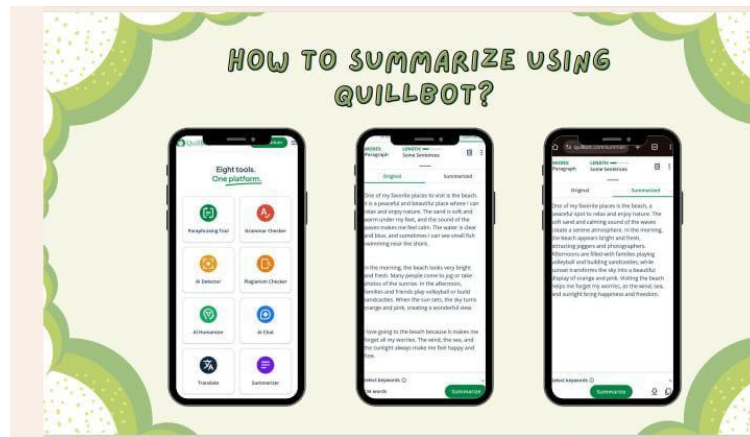 HOW TO SUMMARIZE USING
QUILLBOT?
Eight tools.
One platform.
Paraphrasing Tool
Grammar Checker
AI Detector
Plagiarism Checker
AI Humanizer
AI Chat
Translate
Summarizer
MODES:
LENGTH:
Paragraph
Some Sentences
Original
Summarized
One of my favorite places to visit is the beach.
It is a peaceful and beautiful place where I can
relax and enjoy nature. The sand is soft and
warm under my feet, and the sound of the
waves makes me feel calm. The water is clear
and blue, and sometimes I can see small fish
swimming near the shore.
In the morning, the beach looks very bright
and fresh. Many people come to jog or take
photos of the sunrise. In the afternoon,
families and friends play volleyball or build
sandcastles. When the sun sets, the sky turns
orange and pink, creating a wonderful view.
I love going to the beach because it makes me
forget all my worries. The wind, the sea, and
the sunlight always make me feel happy and
free.
Select keywords
words
Summarize
MODES:
LENGTH:
Paragraph
Some Sentences
Original
Summarized
One of my favorite places is the beach, a
peaceful spot to relax and enjoy nature. The
soft sand and calming sound of the waves
create a serene atmosphere. In the morning,
the beach appears bright and fresh,
attracting joggers and photographers.
Afternoons are filled with families playing
volleyball and building sandcastles, while
sunset transforms the sky into a beautiful
display of orange and pink. Visiting the beach
helps me forget my worries, as the wind, sea,
and sunlight bring happiness and freedom.
Select keywords
Summarize